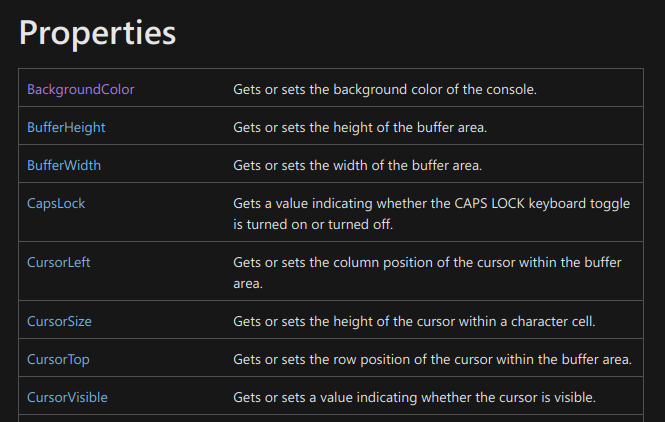 Properties
BackgroundColor Gets or sets the background color of the console.
BufferHeight Gets or sets the height of the buffer area.
BufferWidth Gets or sets the width of the buffer area.
CapsLock Gets a value indicating whether the CAPS LOCK keyboard toggle
is turned on or turned off.
CursorLeft Gets or sets the column position of the cursor within the buffer
area.
CursorSize Gets or sets the height of the cursor within a character cell.
CursorTop Gets or sets the row position of the cursor within the buffer area.
CursorVisible Gets or sets a value indicating whether the cursor is visible.